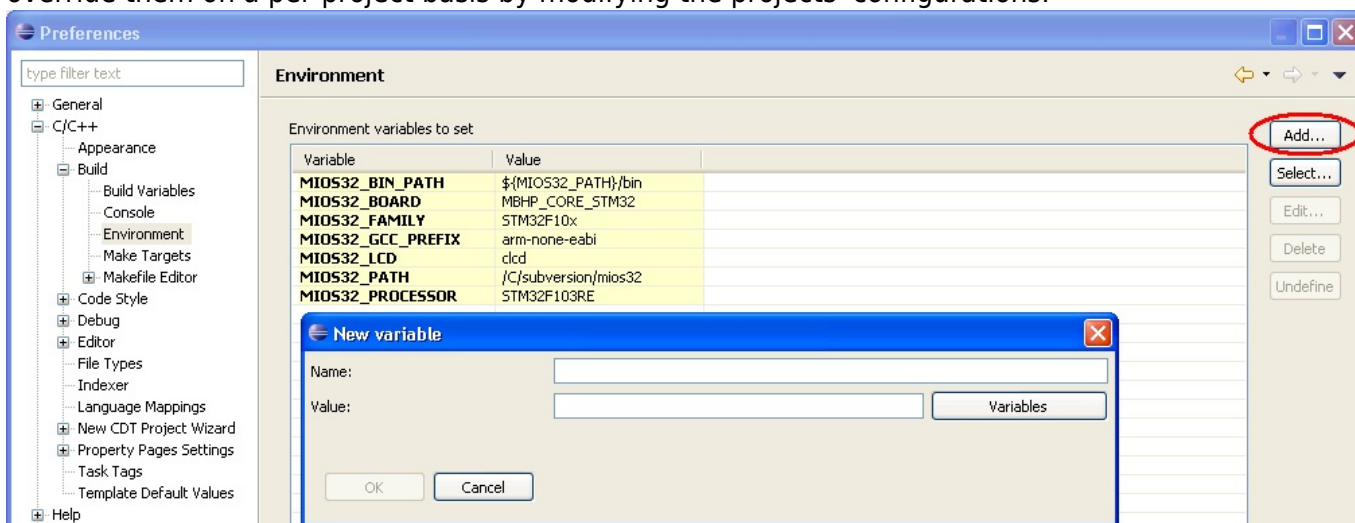 override them on a per-project basis by modifying the projects' configurations.
Preferences
type filter text
Environment
General
C/C++
Appearance
Build
Build Variables
Console
Environment
Make Targets
Makefile Editor
Code Style
Debug
Editor
File Types
Indexer
Language Mappings
New CDT Project Wizard
Property Pages Settings
Task Tags
Template Default Values
Help
Environment variables to set
Variable Value
MIOS32_BIN_PATH ${MIOS32_PATH}/bin
MIOS32_BOARD MBHP_CORE_STM32
MIOS32_FAMILY STM32F10x
MIOS32_GCC_PREFIX arm-none-eabi
MIOS32_LCD clcd
MIOS32_PATH /C/subversion/mios32
MIOS32_PROCESSOR STM32F103RE
Add...
Select...
Edit...
Delete
Undefine
New variable
Name:
Value:
Variables
OK Cancel